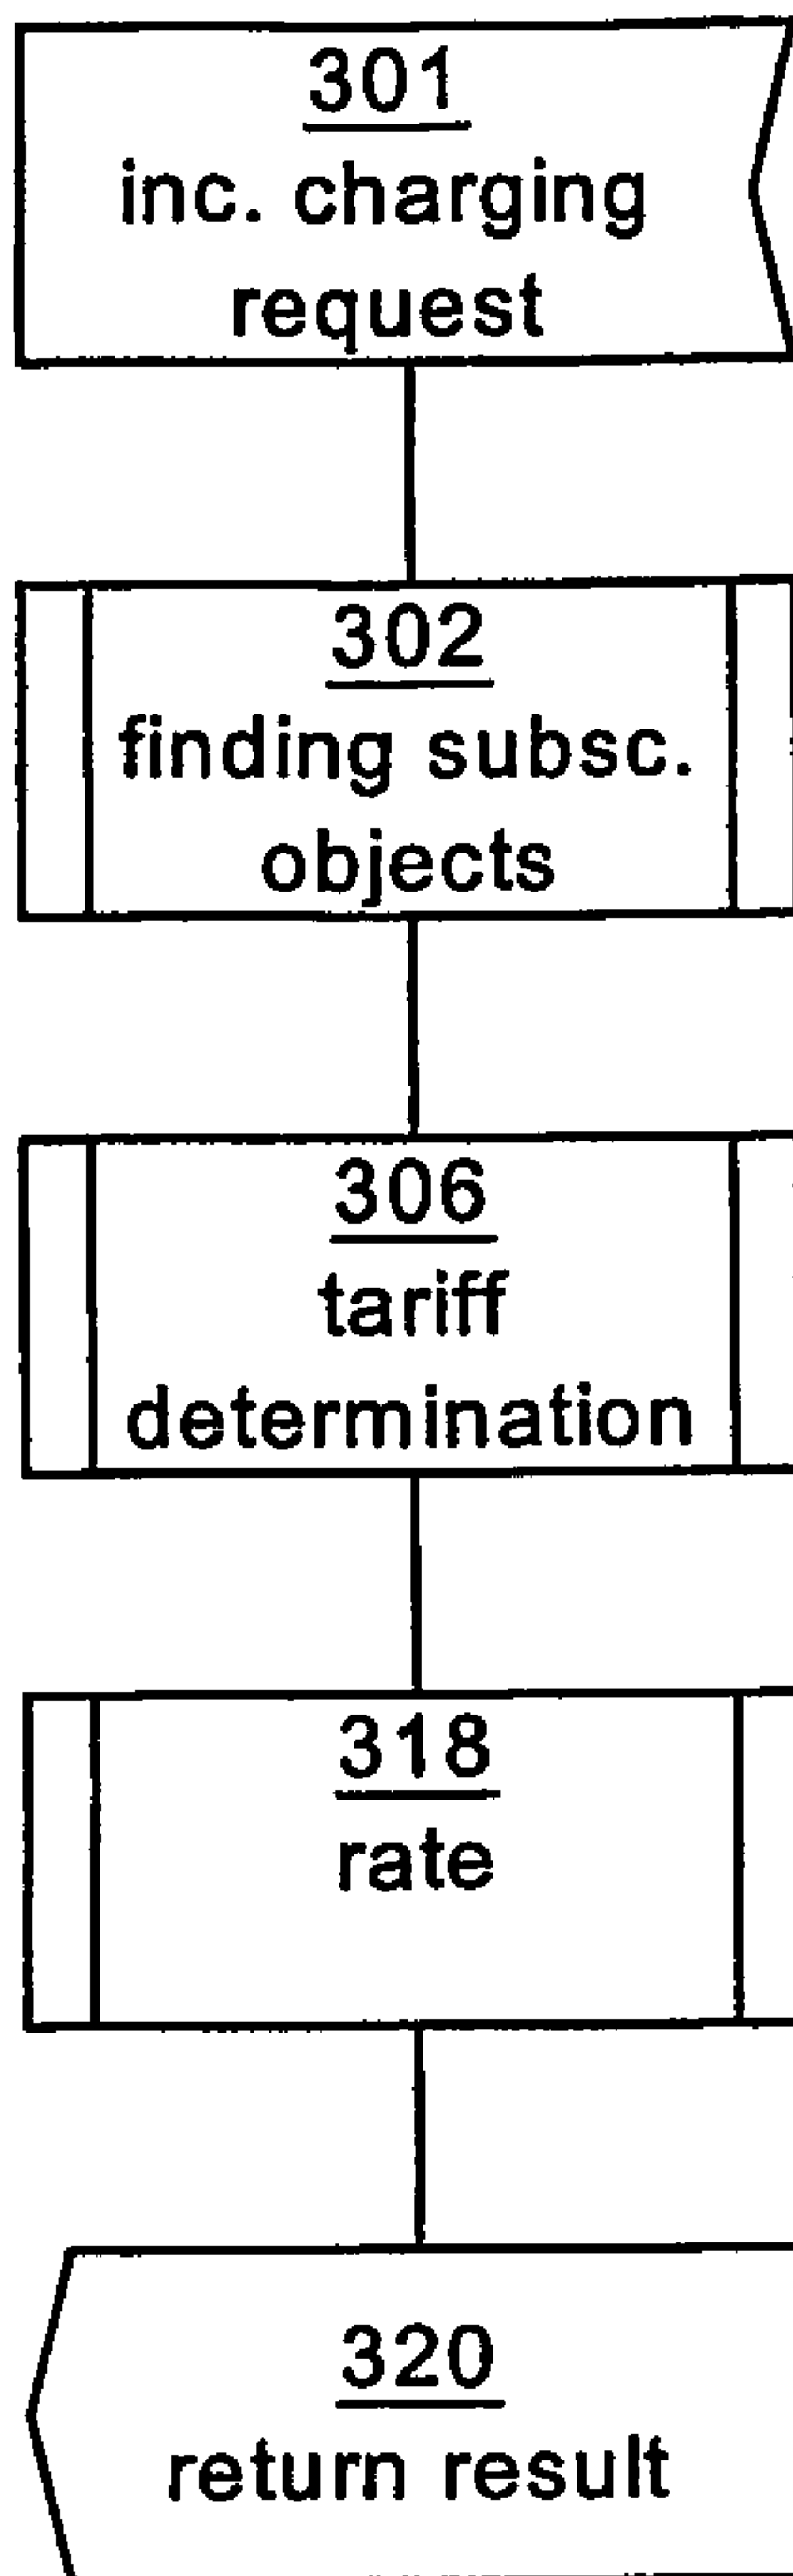 301
inc. charging
request
302
finding subsc.
objects
306
tariff
determination
318
rate
320
return result